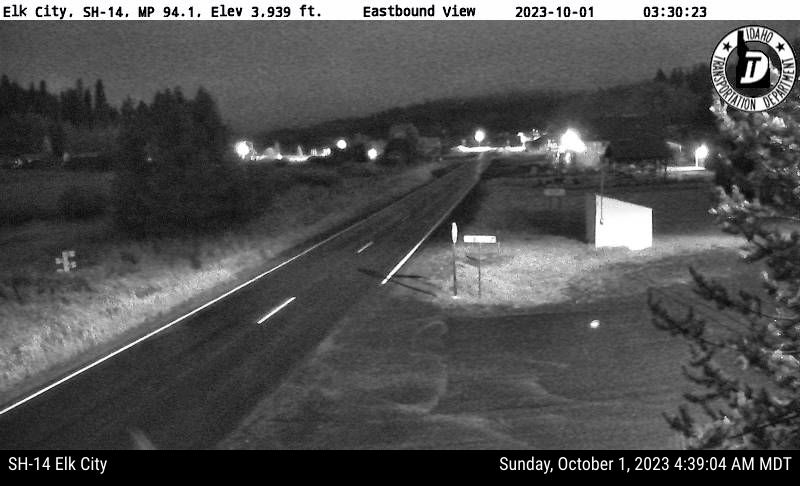 Elk City, SH-14, MP 94.1, Elev 3,939 ft. Eastbound View 2023-10-01 03:30:23
IDAHO
TRANSPORTATION DEPARTMENT
SH-14 Elk City
Sunday, October 1, 2023 4:39:04 AM MDT